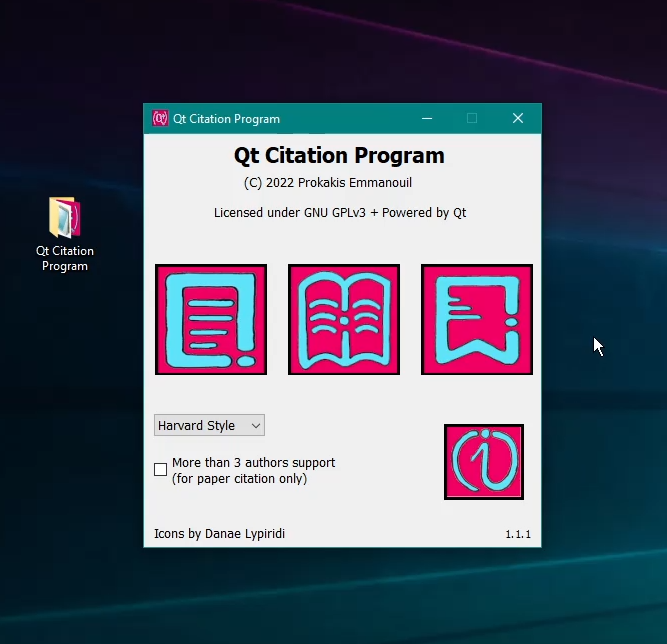 Qt Citation Program
Qt Citation Program
(C) 2022 Prokakis Emmanouil
Licensed under GNU GPLv3 + Powered by Qt
Qt Citation
Program
Harvard Style
More than 3 authors support
(for paper citation only)
Icons by Danae Lypiridi
1.1.1